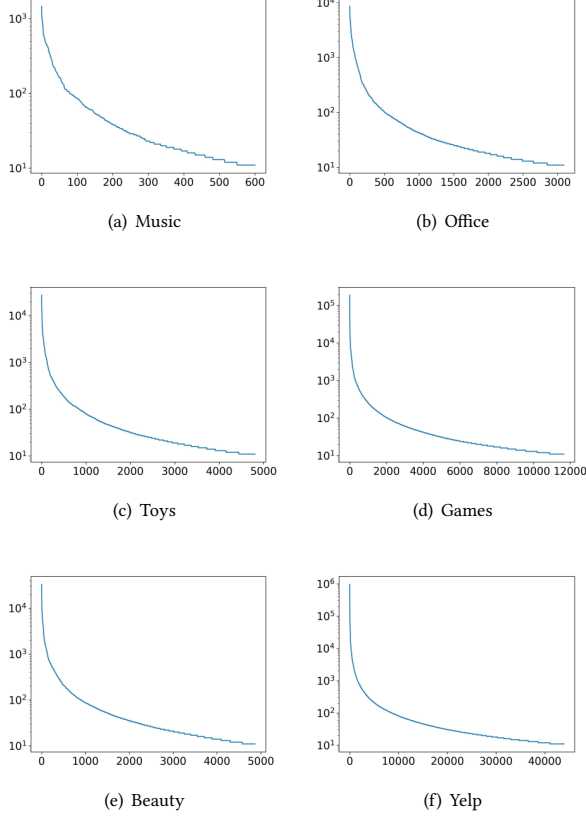 10³
10²
10¹
0 100 200 300 400 500 600
(a) Music
10⁴
10³
10²
10¹
0 500 1000 1500 2000 2500 3000
(b) Office
10⁴
10³
10²
10¹
0 1000 2000 3000 4000 5000
(c) Toys
10⁵
10⁴
10³
10²
10¹
0 2000 4000 6000 8000 10000 12000
(d) Games
10⁴
10³
10²
10¹
0 1000 2000 3000 4000 5000
(e) Beauty
10⁶
10⁵
10⁴
10³
10²
10¹
0 10000 20000 30000 40000
(f) Yelp